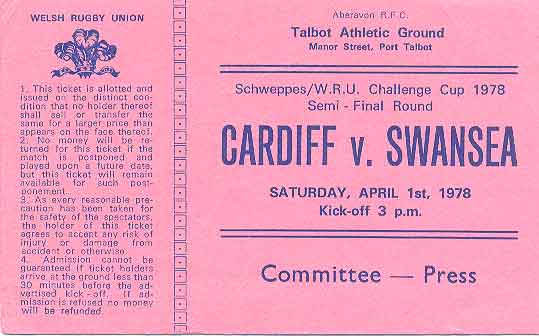 WELSH RUGBY UNION
1. This ticket is allotted and
issued on the distinct con-
dition that no holder thereof
shall sell or transfer the
same for a larger price than
appears on the face thereof.
2. No money will be re-
turned for this ticket if the
match is postponed and
played upon a future date,
but this ticket will remain
available for such post-
ponement.
3. As every reasonable pre-
caution has been taken for
the safety of the spectators,
the holder of this ticket
agrees to accept any risk of
injury or damage from
accident or otherwise.
4. Admission cannot be
guaranteed if ticket holders
arrive at the ground less than
30 minutes before the ad-
vertised kick-off. If ad-
mission is refused no money
will be refunded.
Aberavon R.F.C.
Talbot Athletic Ground
Manor Street, Port Talbot
Schweppes/W.R.U. Challenge Cup 1978
Semi - Final Round
CARDIFF v. SWANSEA
SATURDAY, APRIL 1st, 1978
Kick-off 3 p.m.
Committee — Press